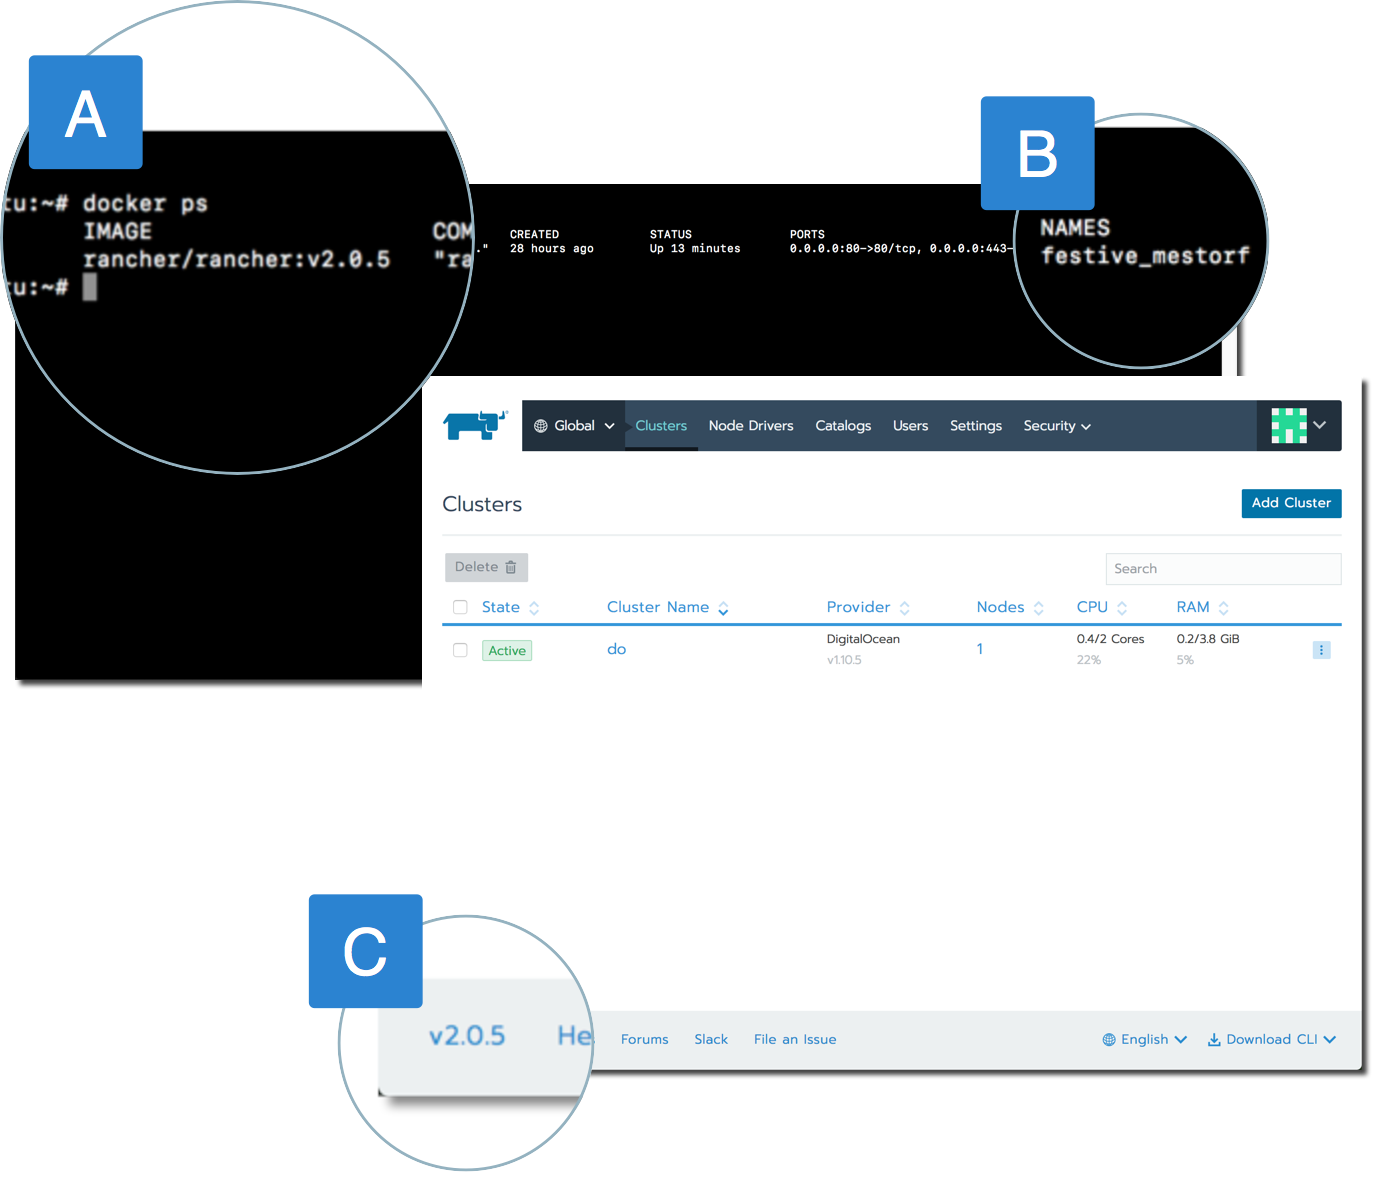 A
B
tu:~# docker ps
IMAGE COM CREATED STATUS PORTS NAMES
rancher/rancher:v2.0.5 "ra ." 28 hours ago Up 13 minutes 0.0.0.0:80->80/tcp, 0.0.0.0:443- festive_mestorf
tu:~#
Global Clusters Node Drivers Catalogs Users Settings Security
Clusters Add Cluster
Delete Search
State Cluster Name Provider Nodes CPU RAM
Active do DigitalOcean 1 0.4/2 Cores 0.2/3.8 GiB
v1.10.5 22% 5%
C
v2.0.5 He Forums Slack File an Issue English Download CLI